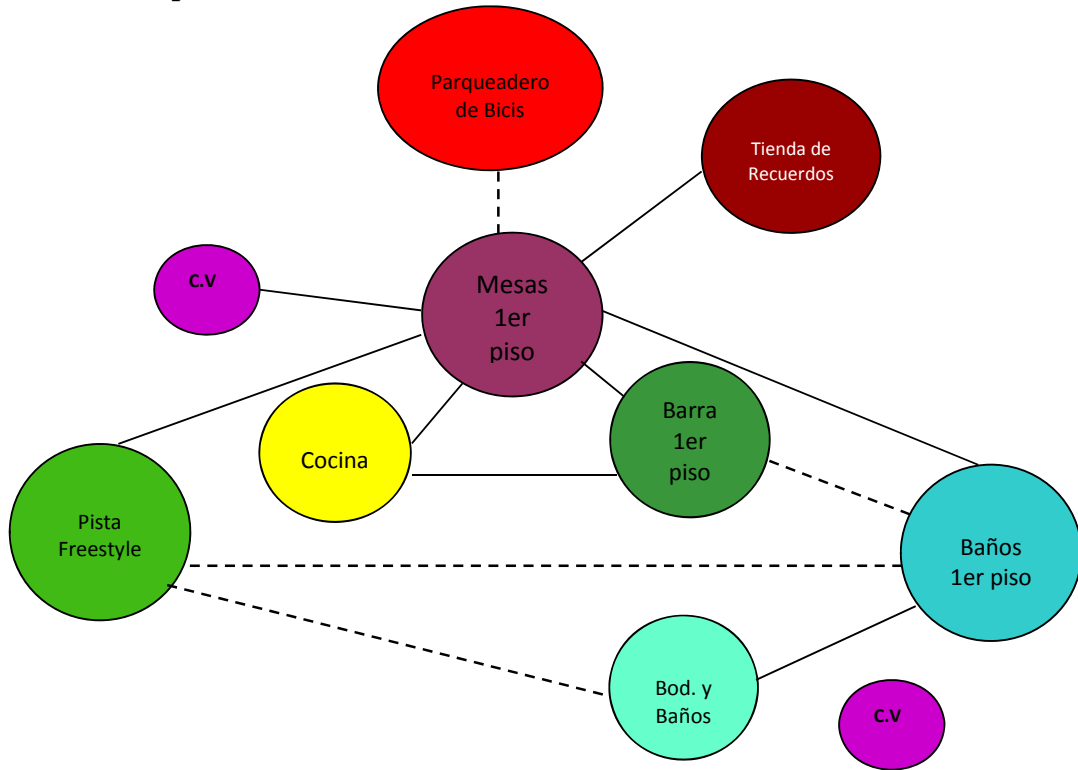 Parqueadero
de Bicis
Tienda de
Recuerdos
C.V
Mesas
1er
piso
Barra
1er
piso
Cocina
Pista
Freestyle
Baños
1er piso
Bod. y
Baños
C.V